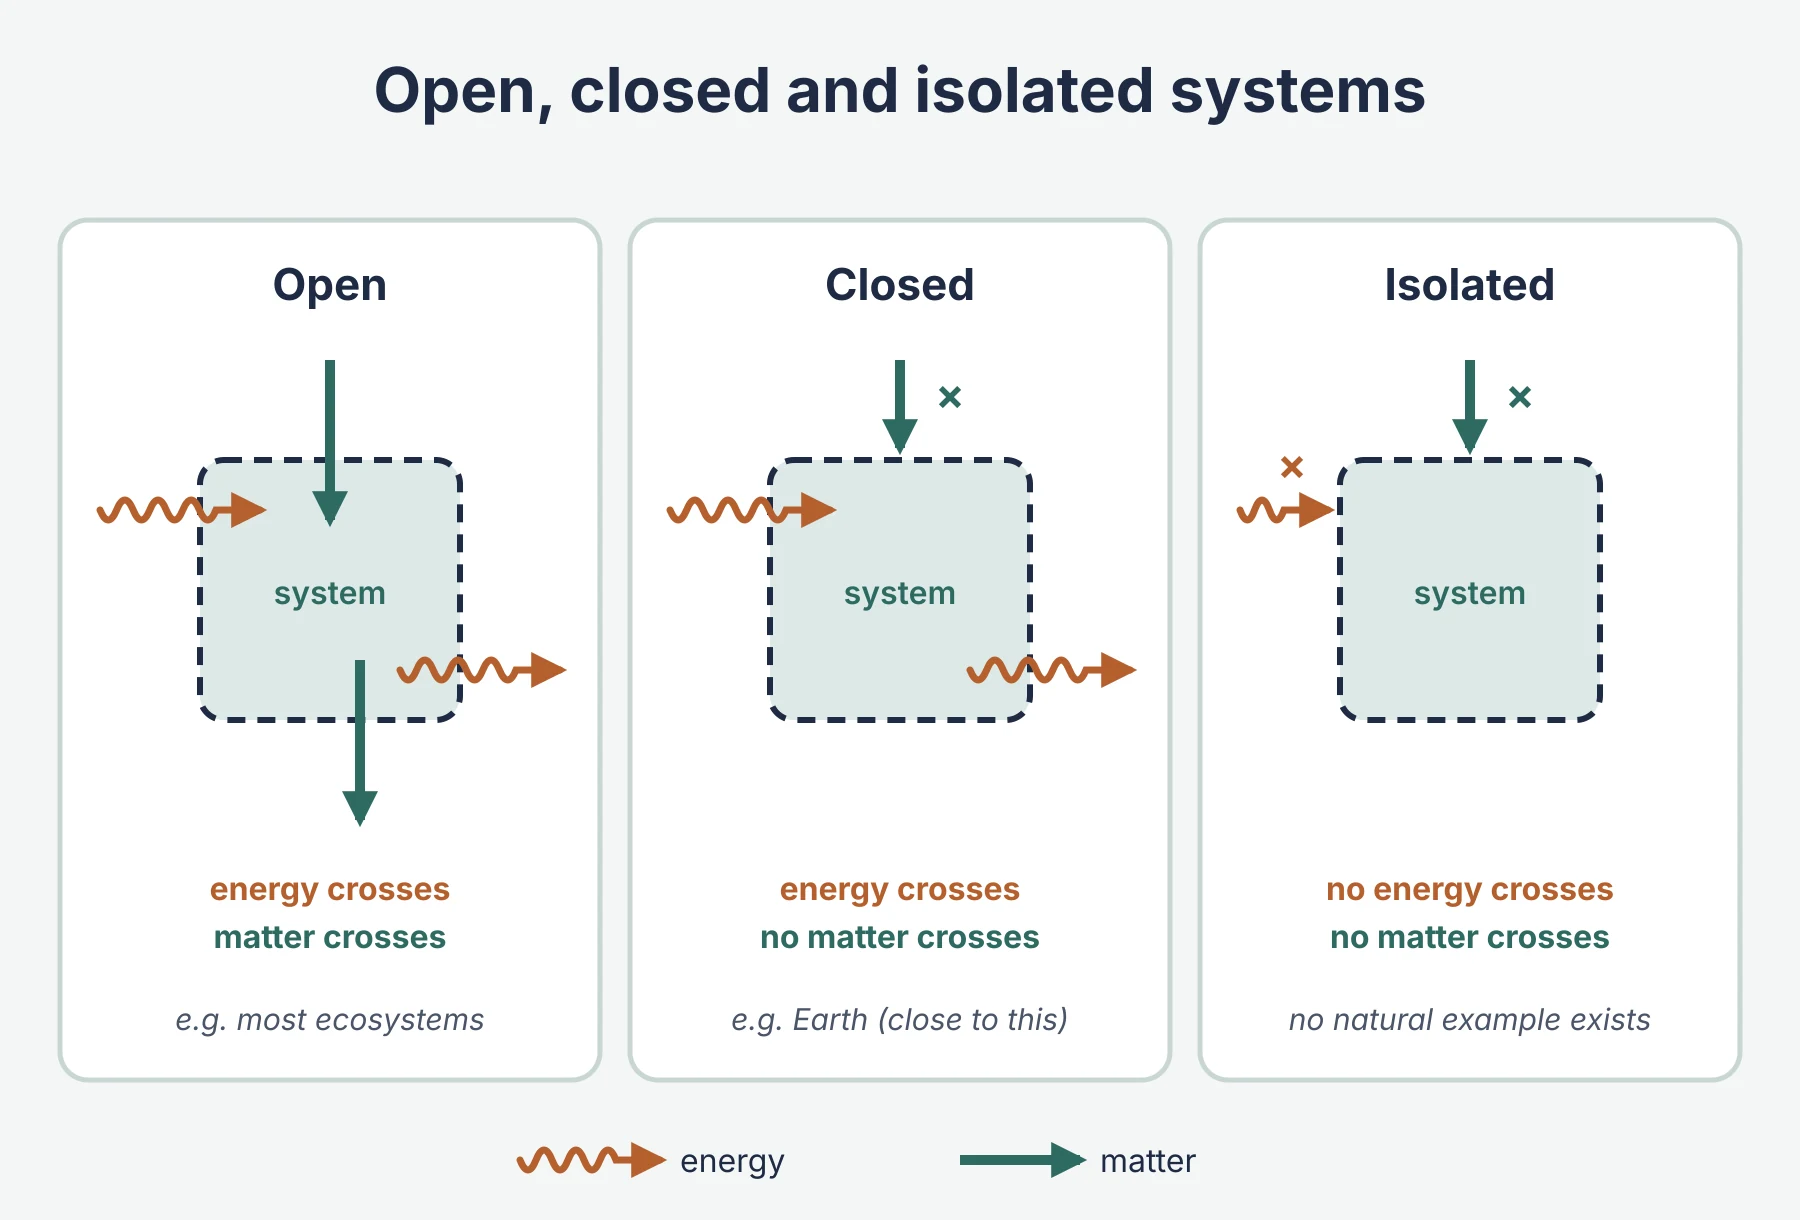 Open, closed and isolated systems
Open
×
system
energy crosses
matter crosses
e.g. most ecosystems
Closed
system
energy crosses
no matter crosses
e.g. Earth (close to this)
Isolated
×
×
system
no energy crosses
no matter crosses
no natural example exists
energy
matter